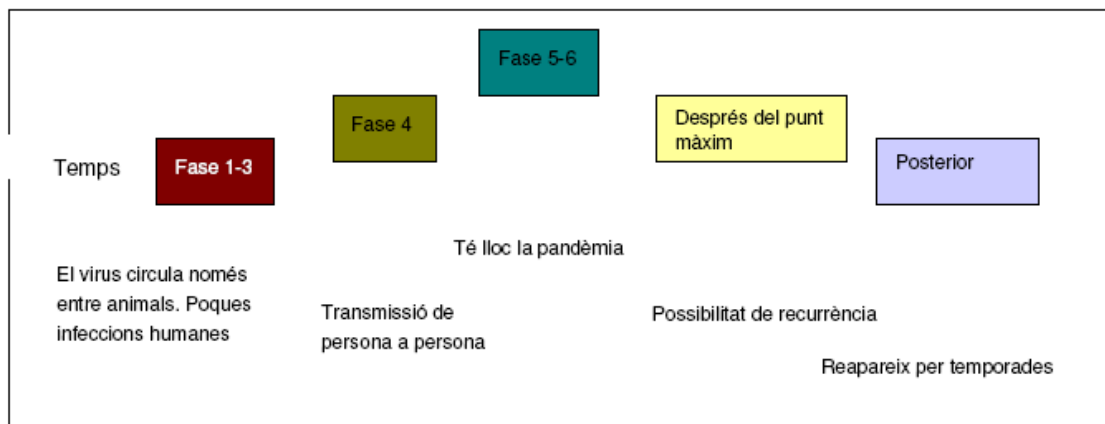 Fase 5-6
Fase 4
Després del punt
màxim
Temps
Fase 1-3
Posterior
Té lloc la pandèmia
El virus circula només
entre animals. Poques
infeccions humanes
Transmissió de
persona a persona
Possibilitat de recurrència
Reapareix per temporades